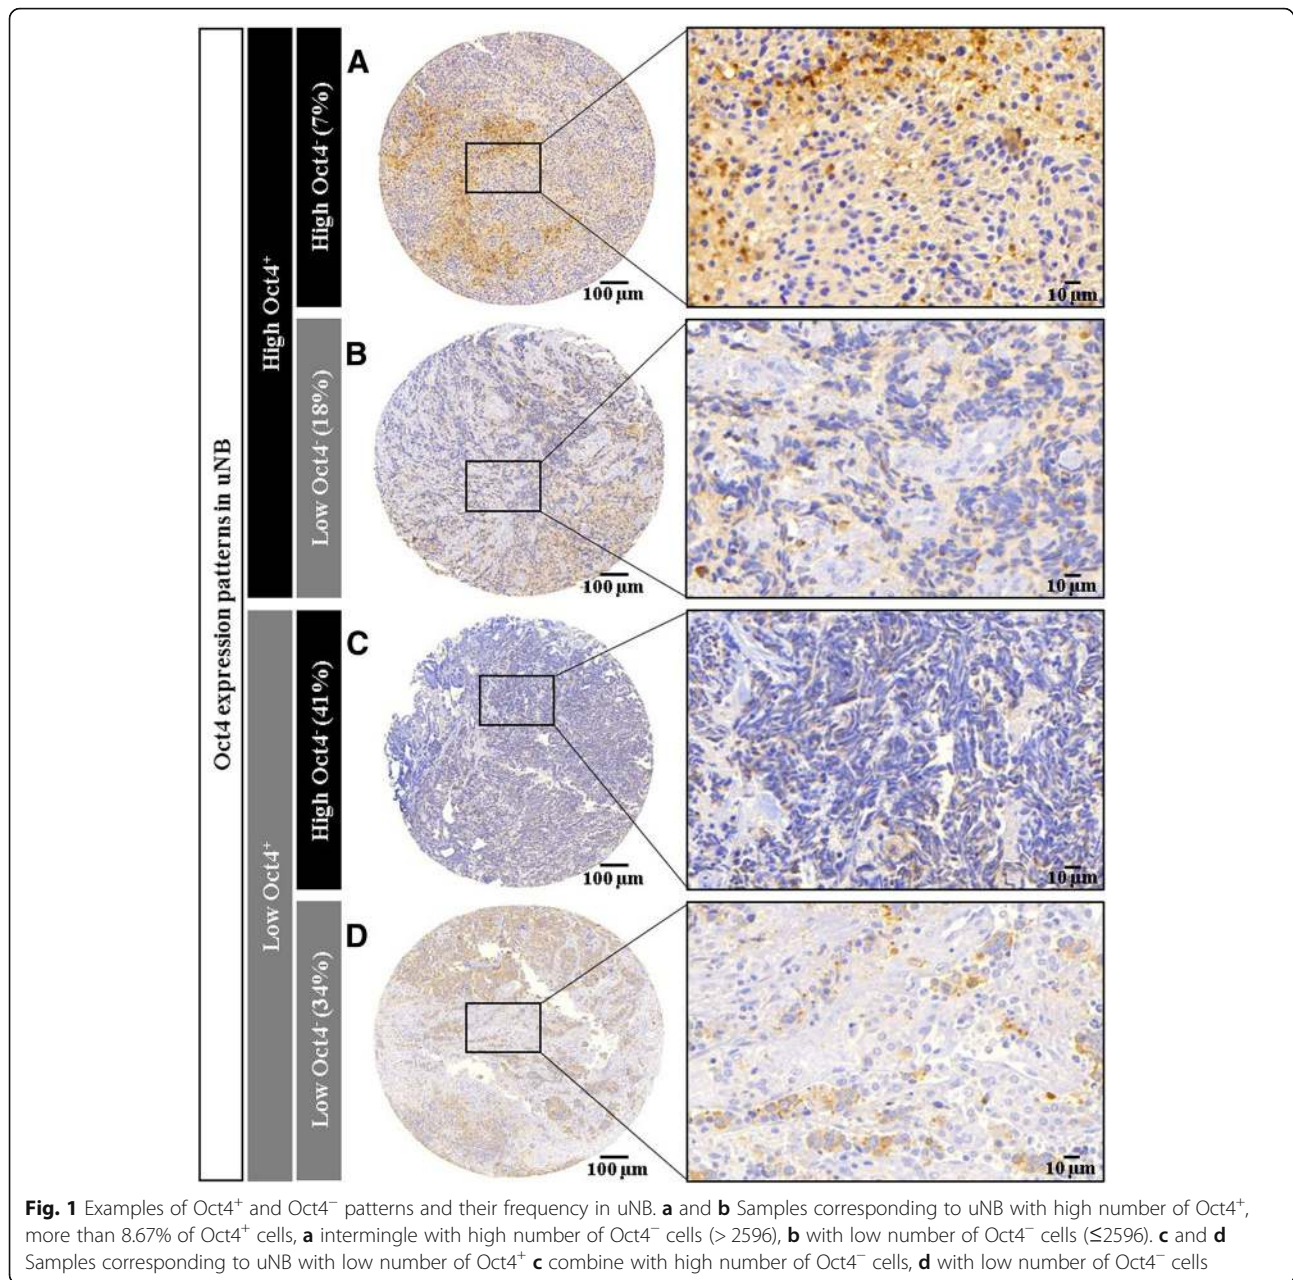 Oct4 expression patterns in uNB
High Oct4⁺
High Oct4⁻ (7%)
A
100 µm
10 µm
Low Oct4⁻ (18%)
B
100 µm
10 µm
Low Oct4⁺
High Oct4⁻ (41%)
C
100 µm
10 µm
Low Oct4⁻ (34%)
D
100 µm
10 µm
Fig. 1 Examples of Oct4⁺ and Oct4⁻ patterns and their frequency in uNB. a and b Samples corresponding to uNB with high number of Oct4⁺,
more than 8.67% of Oct4⁺ cells, a intermingle with high number of Oct4⁻ cells (> 2596), b with low number of Oct4⁻ cells (≤2596). c and d
Samples corresponding to uNB with low number of Oct4⁺ c combine with high number of Oct4⁻ cells, d with low number of Oct4⁻ cells